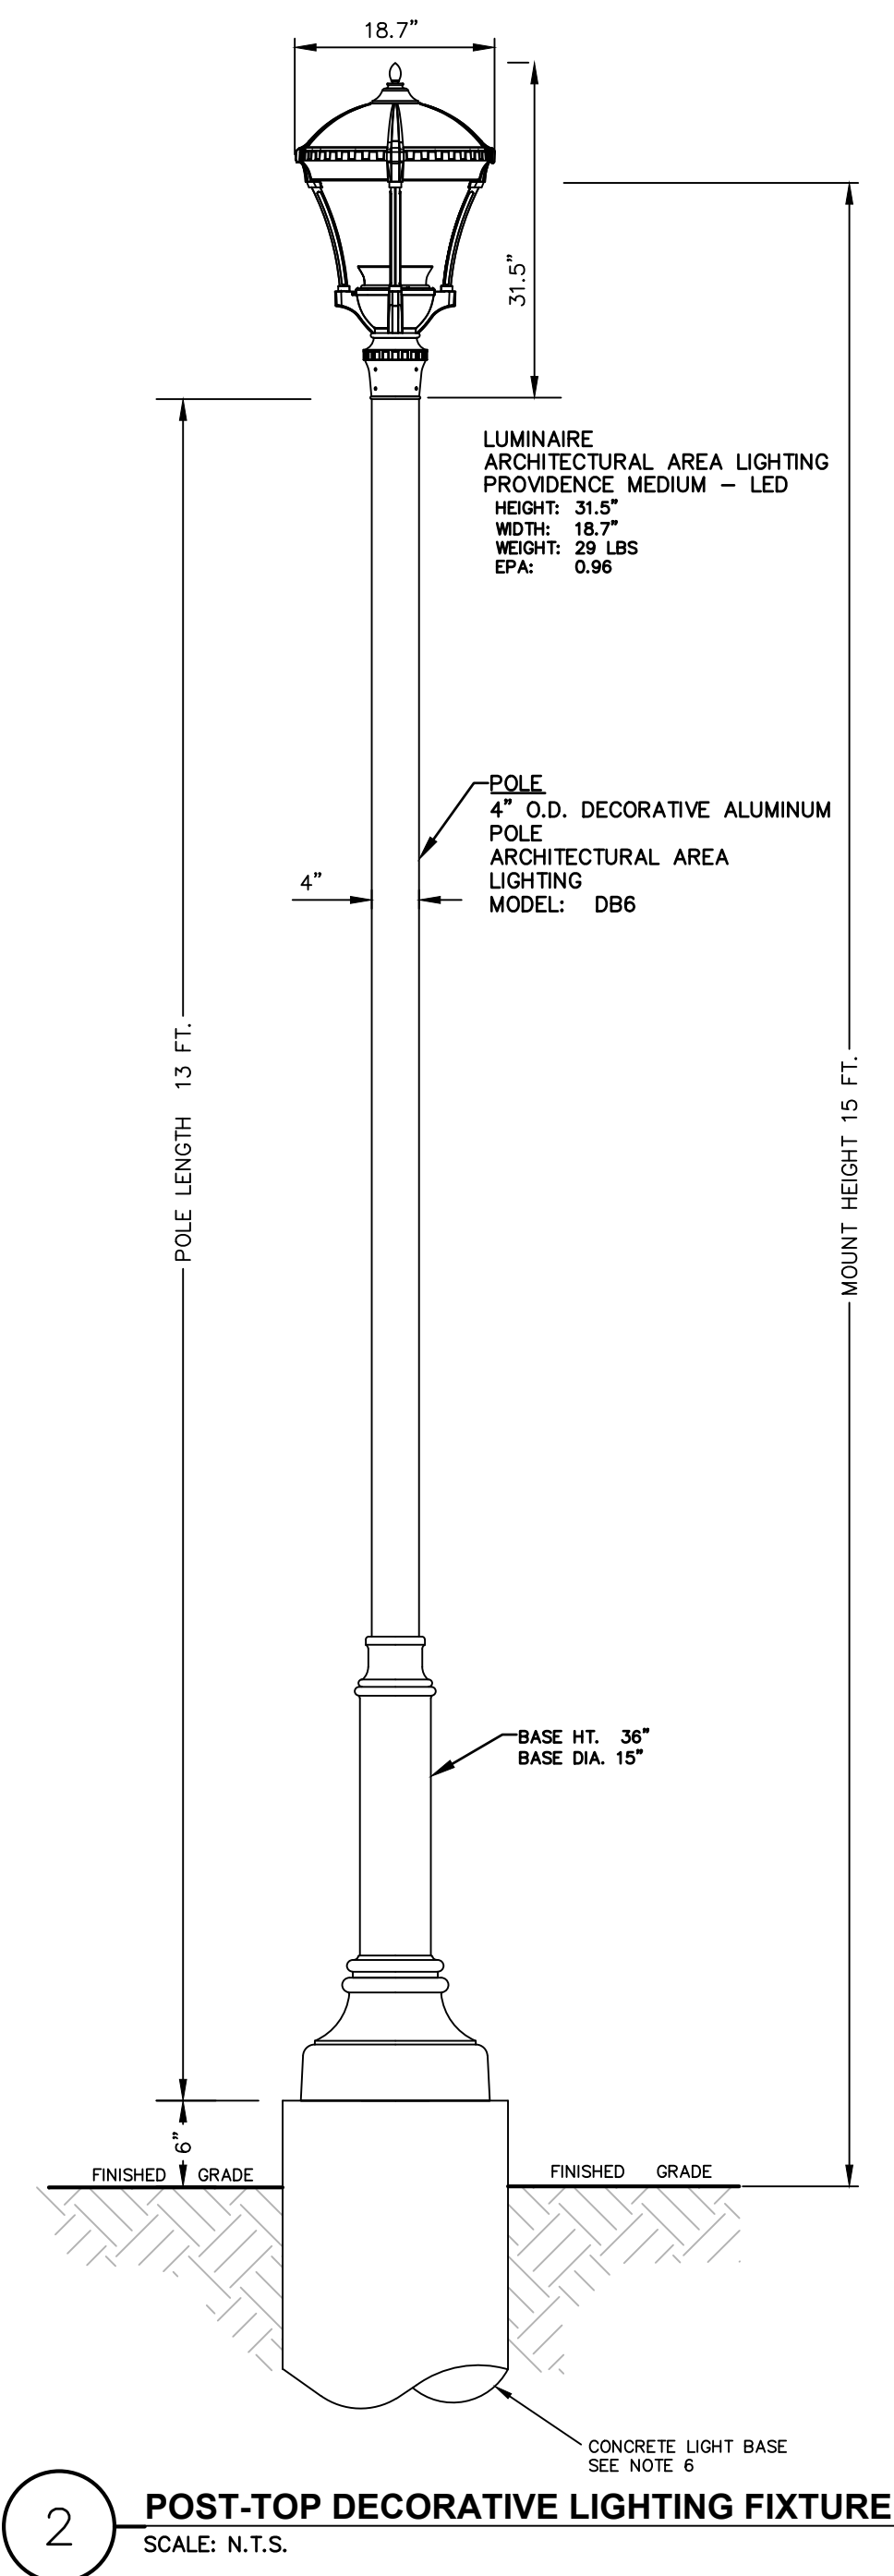 18.7"
31.5"
LUMINAIRE
ARCHITECTURAL AREA LIGHTING
PROVIDENCE MEDIUM – LED
HEIGHT: 31.5"
WIDTH: 18.7"
WEIGHT: 29 LBS
EPA: 0.96
POLE
4" O.D. DECORATIVE ALUMINUM
POLE
ARCHITECTURAL AREA
LIGHTING
MODEL: DB6
4"
POLE LENGTH 13 FT.
MOUNT HEIGHT 15 FT.
BASE HT. 36"
BASE DIA. 15"
6"
FINISHED GRADE
FINISHED GRADE
CONCRETE LIGHT BASE
SEE NOTE 6
2
POST-TOP DECORATIVE LIGHTING FIXTURE
SCALE: N.T.S.